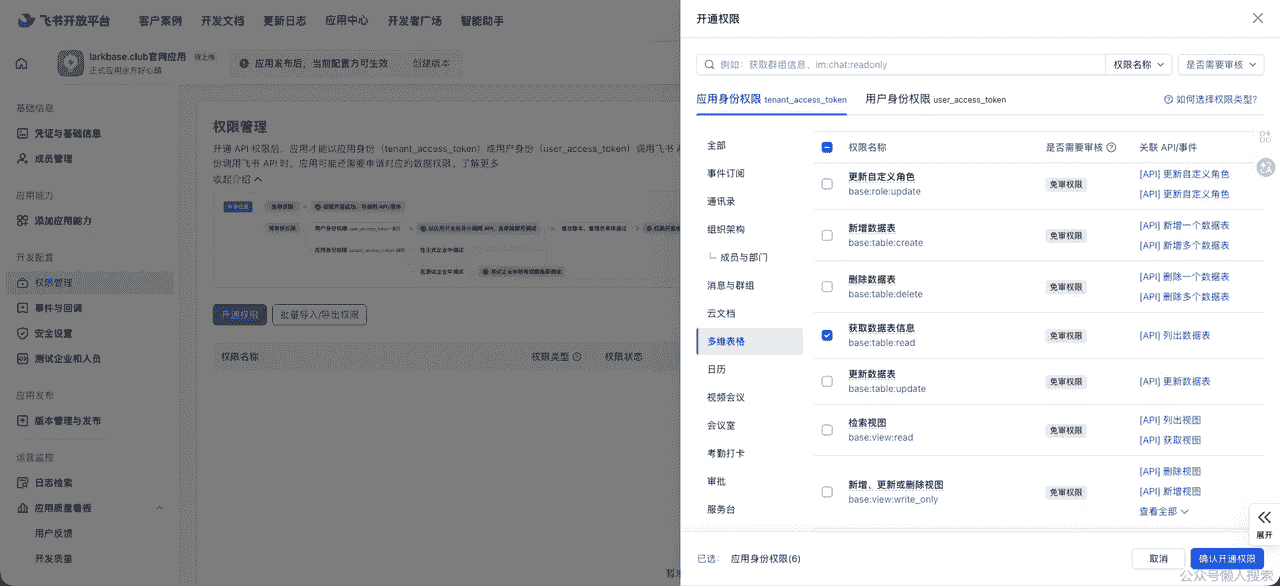 飞书开放平台 客户案例 开发文档 更新日志 应用中心 开发者广场 智能助手
larkbase.club官网应用 待上线
应用发布后，当前配置方可生效 创建版本
基础信息
凭证与基础信息
成员管理
应用能力
添加应用能力
开发配置
权限管理
事件与回调
安全设置
测试企业和人员
应用发布
版本管理与发布
运营监控
日志检索
应用质量看板
用户反馈
开发质量
权限管理
开通 API 权限后，应用才能以应用身份（tenant_access_token）或用户身份（user_access_token）调用飞书 A
份调用飞书 API 时，应用可能还需要申请对应的数据权限。了解更多
收起介绍
开通权限 批量导入/导出权限
权限名称 权限类型 权限状态
开通权限
例如：获取群组信息、im:chat:readonly 权限名称 是否需要审核
应用身份权限 tenant_access_token 用户身份权限 user_access_token 如何选择权限类型?
全部
事件订阅
通讯录
组织架构
成员与部门
消息与群组
云文档
多维表格
日历
视频会议
会议室
考勤打卡
审批
服务台
权限名称 是否需要审核 关联 API/事件
更新自定义角色
base:role:update
免审权限
[API] 更新自定义角色
[API] 更新自定义角色
新增数据表
base:table:create
免审权限
[API] 新增一个数据表
[API] 新增多个数据表
删除数据表
base:table:delete
免审权限
[API] 删除一个数据表
[API] 删除多个数据表
获取数据表信息
base:table:read
免审权限
[API] 列出数据表
更新数据表
base:table:update
免审权限
[API] 更新数据表
检索视图
base:view:read
免审权限
[API] 列出视图
[API] 获取视图
新增、更新或删除视图
base:view:write_only
免审权限
[API] 删除视图
[API] 新增视图
查看全部
展开
已选： 应用身份权限(6) 取消 确认开通权限
公众号懒人搜索